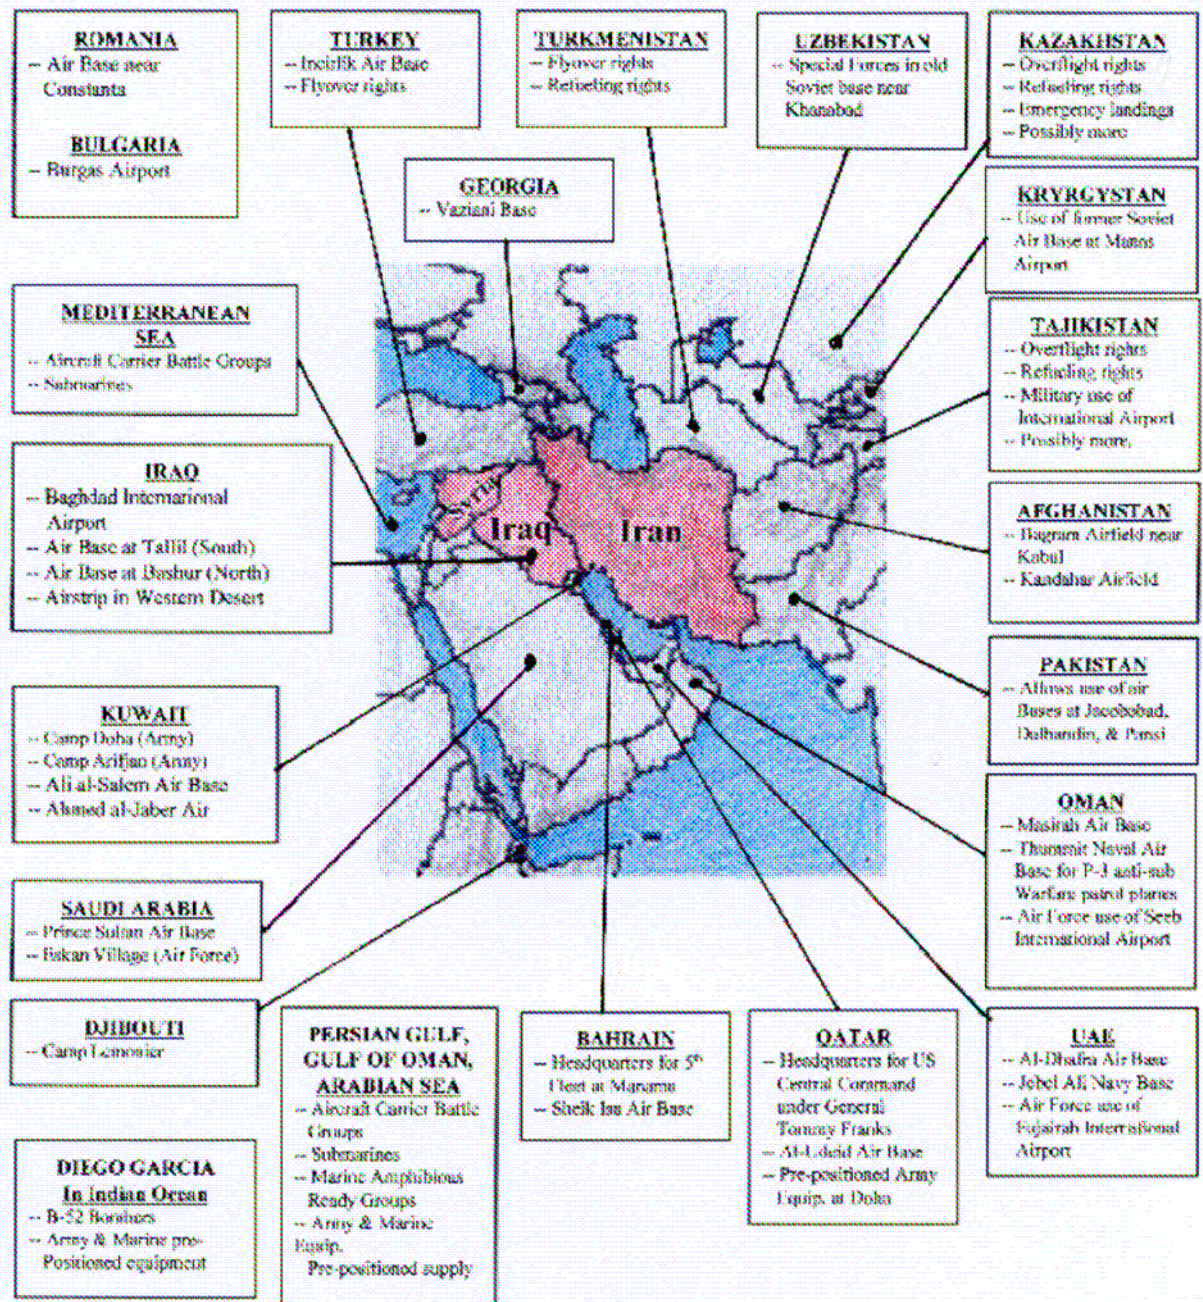 ROMANIA
-- Air Base near
Constanta
BULGARIA
-- Burgas Airport
TURKEY
-- Incirlik Air Base
-- Flyover rights
TURKMENISTAN
-- Flyover rights
-- Refueling rights
UZBEKISTAN
-- Special Forces in old
Soviet base near
Khanabad
KAZAKHSTAN
-- Overflight rights
-- Refueling rights
-- Emergency landings
-- Possibly more
GEORGIA
-- Vaziani Base
KRYRGYSTAN
-- Use of former Soviet
Air Base at Manas
Airport
MEDITERRANEAN
SEA
-- Aircraft Carrier Battle Groups
-- Submarines
TAJIKISTAN
-- Overflight rights
-- Refueling rights
-- Military use of
International Airport
-- Possibly more.
IRAQ
-- Baghdad International
Airport
-- Air Base at Tallil (South)
-- Air Base at Bashur (North)
-- Airstrip in Western Desert
Syria
Iraq
Iran
AFGHANISTAN
-- Bagram Airfield near
Kabul
-- Kandahar Airfield
PAKISTAN
-- Allows use of air
Bases at Jacobobad,
Dalbandin, & Pansi
KUWAIT
-- Camp Doha (Army)
-- Camp Arifjan (Army)
-- Ali al-Salem Air Base
-- Ahmed al-Jaber Air
OMAN
-- Masirah Air Base
-- Thumrait Naval Air
Base for P-3 anti-sub
Warfare patrol planes
-- Air Force use of Seeb
International Airport
SAUDI ARABIA
-- Prince Sultan Air Base
-- Eskan Village (Air Force)
DJIBOUTI
-- Camp Lemonier
PERSIAN GULF,
GULF OF OMAN,
ARABIAN SEA
-- Aircraft Carrier Battle
Groups
-- Submarines
-- Marine Amphibious
Ready Groups
-- Army & Marine
Equip.
Pre-positioned supply
BAHRAIN
-- Headquarters for 5th
Fleet at Manama
-- Sheik Isa Air Base
QATAR
-- Headquarters for US
Central Command
under General
Tommy Franks
-- Al-Udeid Air Base
-- Pre-positioned Army
Equip. at Doha
UAE
-- Al-Dhafra Air Base
-- Jebel Ali Navy Base
-- Air Force use of
Fujairah International
Airport
DIEGO GARCIA
In Indian Ocean
-- B-52 Bombers
-- Army & Marine pre-
Positioned equipment